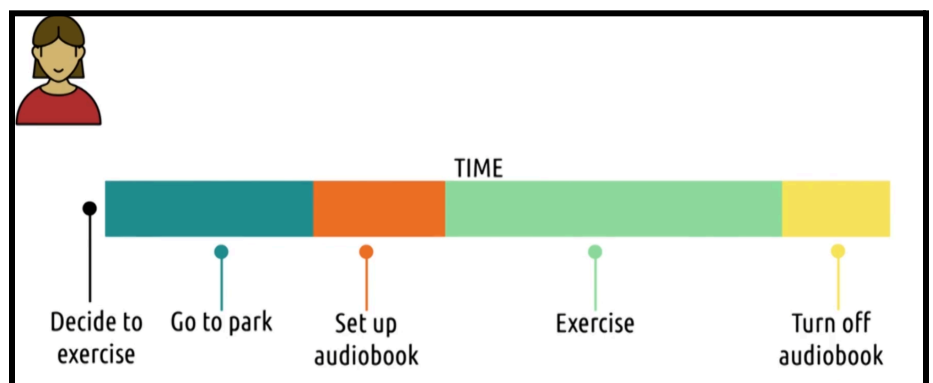 TIME
Decide to
exercise
Go to park
Set up
audiobook
Exercise
Turn off
audiobook